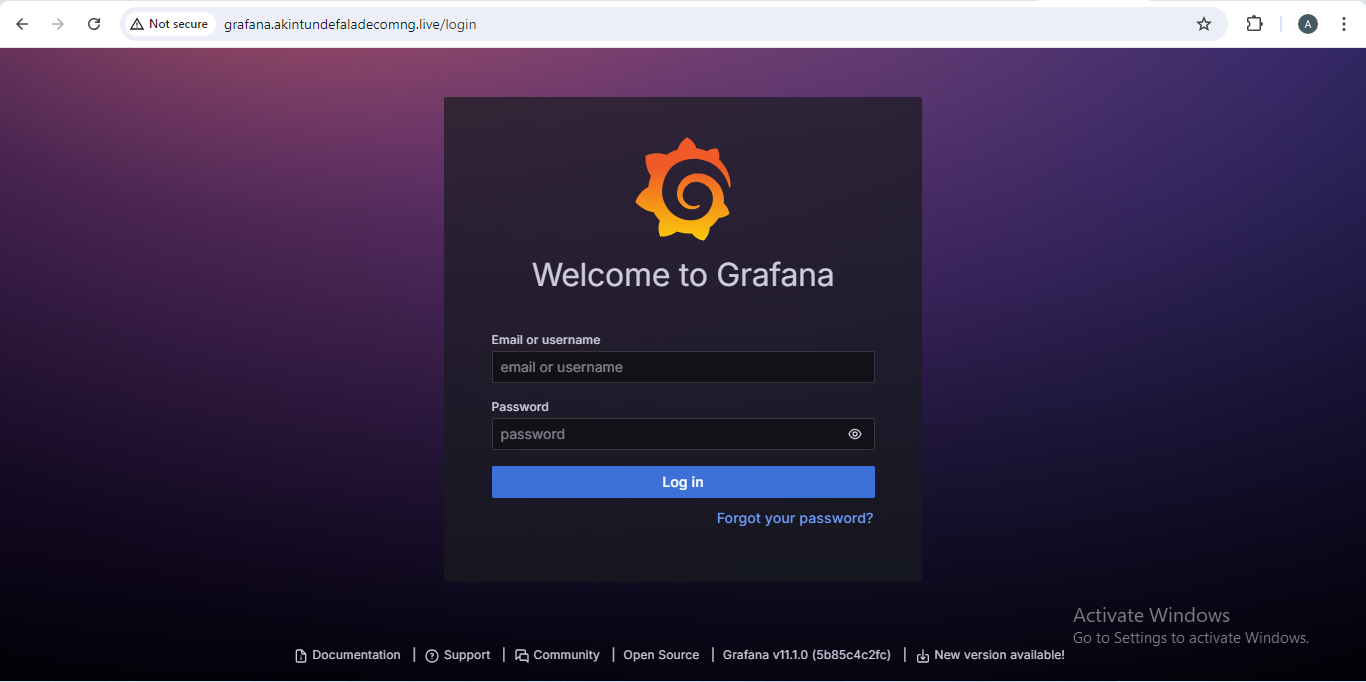 Not secure grafana.akintundefaladecomng.live/login A
Welcome to Grafana
Email or username
email or username
Password
password
Log in
Forgot your password?
Activate Windows
Go to Settings to activate Windows.
Documentation | Support | Community | Open Source | Grafana v11.1.0 (5b85c4c2fc) | New version available!